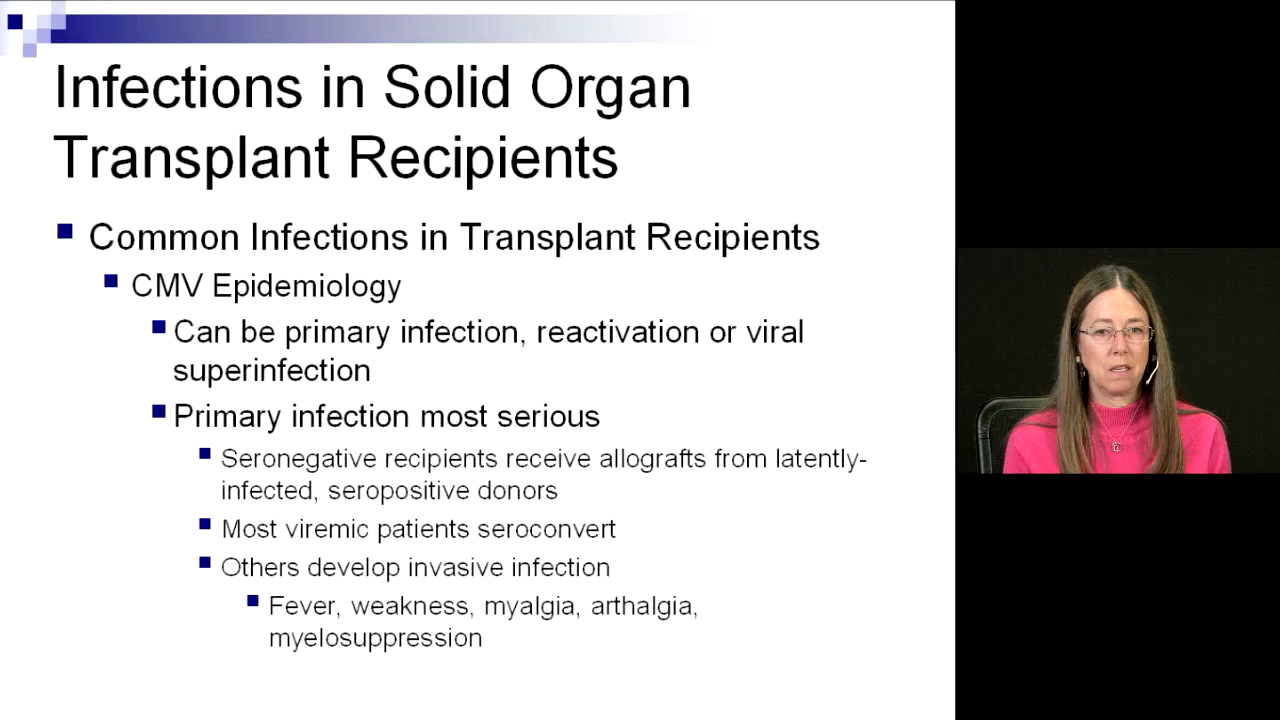 Infections in Solid Organ
Transplant Recipients
Common Infections in Transplant Recipients
CMV Epidemiology
Can be primary infection, reactivation or viral
superinfection
Primary infection most serious
Seronegative recipients receive allografts from latently-
infected, seropositive donors
Most viremic patients seroconvert
Others develop invasive infection
Fever, weakness, myalgia, arthalgia,
myelosuppression